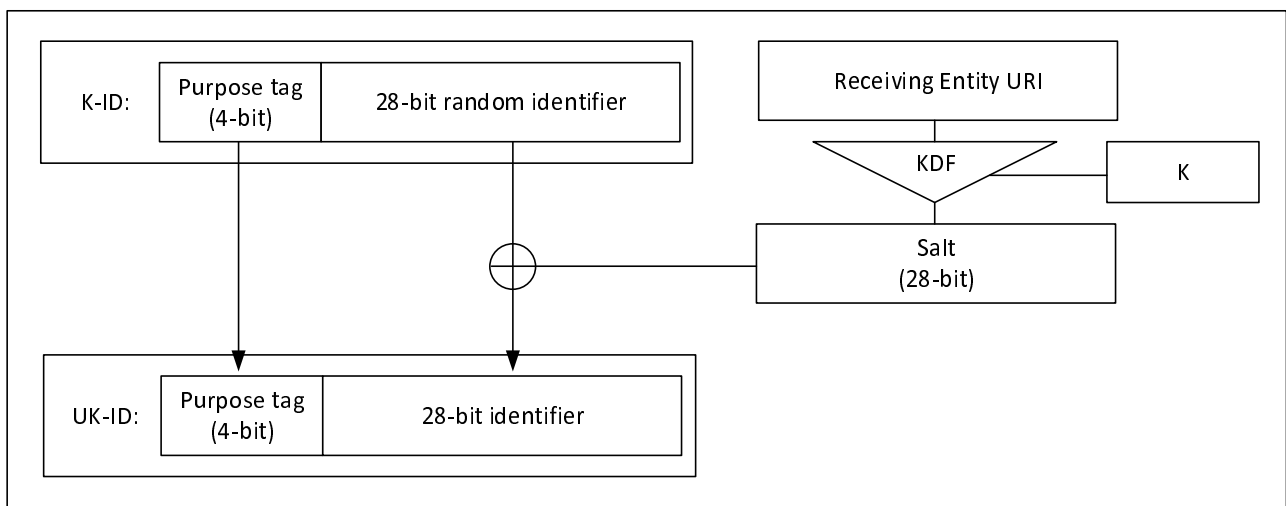 K-ID:
Purpose tag
(4-bit)
28-bit random identifier
Receiving Entity URI
KDF
K
Salt
(28-bit)
UK-ID:
Purpose tag
(4-bit)
28-bit identifier